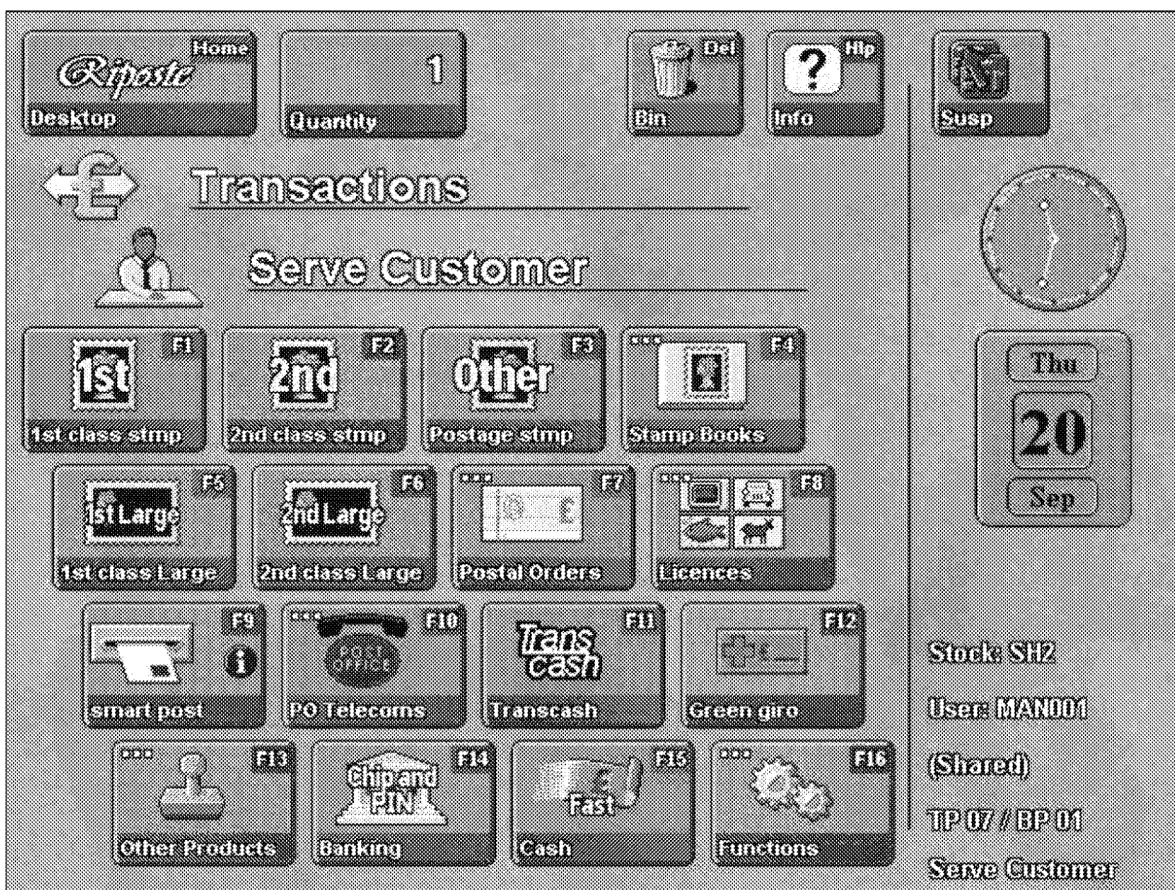 Riposte Home
Desktop
1
Quantity
Del
Bin
? Hlp
Info
Susp
Transactions
Serve Customer
1st F1
1st class stmp
2nd F2
2nd class stmp
Other F3
Postage stmp
F4
Stamp Books
Thu
20
Sep
1st Large F5
1st class Large
2nd Large F6
2nd class Large
£ F7
Postal Orders
F8
Licences
F9
i
smart post
F10
POST
OFFICE
PO Telecoms
F11
Trans
cash
Transcash
£ F12
Green giro
F13
Other Products
F14
Chip and
PIN
Banking
F15
£
Fast
Cash
F16
Functions
Stock: SH2
User: MAN001
(Shared)
TP 07 / BP 01
Serve Customer